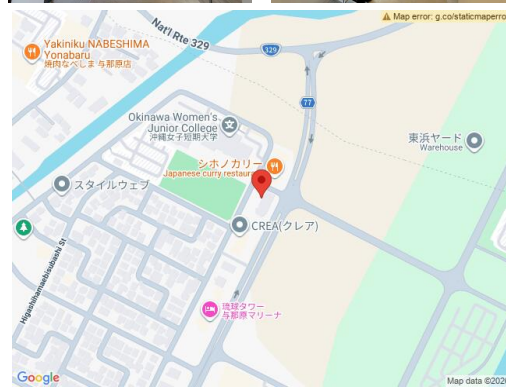 Map error: g.co/staticmaperro
Nat'l Rte 329
329
Yakiniku NABESHIMA
Yonabaru
焼肉なべしま 与那原店
77
Okinawa Women's
Junior College
沖縄女子短期大学
東浜ヤード
Warehouse
シホノカリー
Japanese curry restaur
スタイルウェブ
CREA(クレア)
Higashihamaebisubashi St
琉球タワー
与那原マリーナ
Google
Map data ©2026